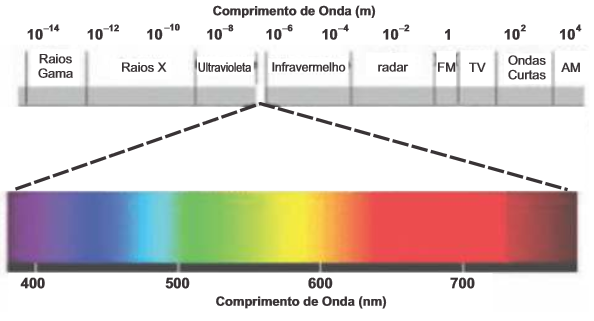 Comprimento de Onda (m)
10⁻¹⁴ 10⁻¹² 10⁻¹⁰ 10⁻⁸ 10⁻⁶ 10⁻⁴ 10⁻² 1 10² 10⁴
Raios Gama Raios X Ultravioleta Infravermelho radar FM TV Ondas Curtas AM
400 500 600 700
Comprimento de Onda (nm)